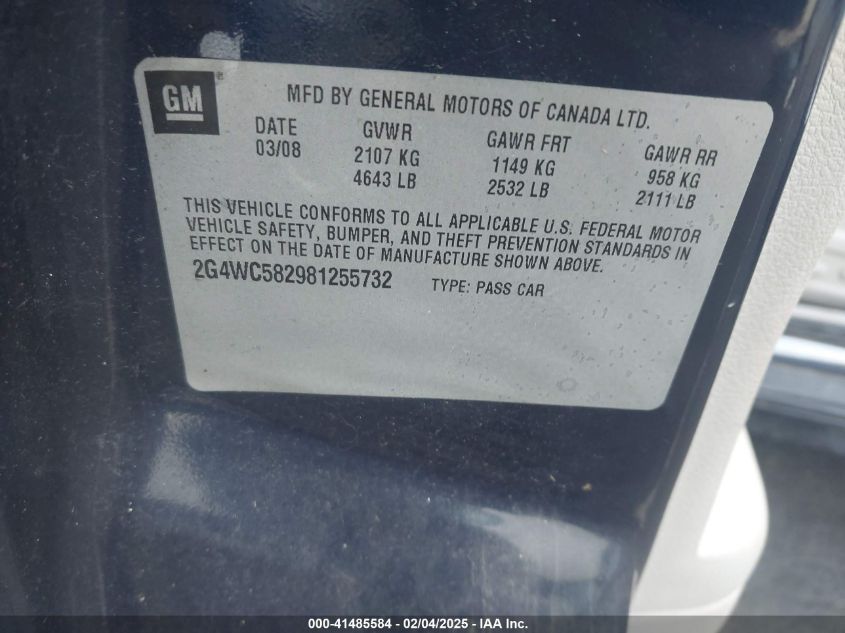 GM
MFD BY GENERAL MOTORS OF CANADA LTD.
DATE GVWR GAWR FRT GAWR RR
03/08 2107 KG 1149 KG 958 KG
4643 LB 2532 LB 2111 LB
THIS VEHICLE CONFORMS TO ALL APPLICABLE U.S. FEDERAL MOTOR
VEHICLE SAFETY, BUMPER, AND THEFT PREVENTION STANDARDS IN
EFFECT ON THE DATE OF MANUFACTURE SHOWN ABOVE.
2G4WC582981255732 TYPE: PASS CAR
000-41485584 - 02/04/2025 - IAA Inc.